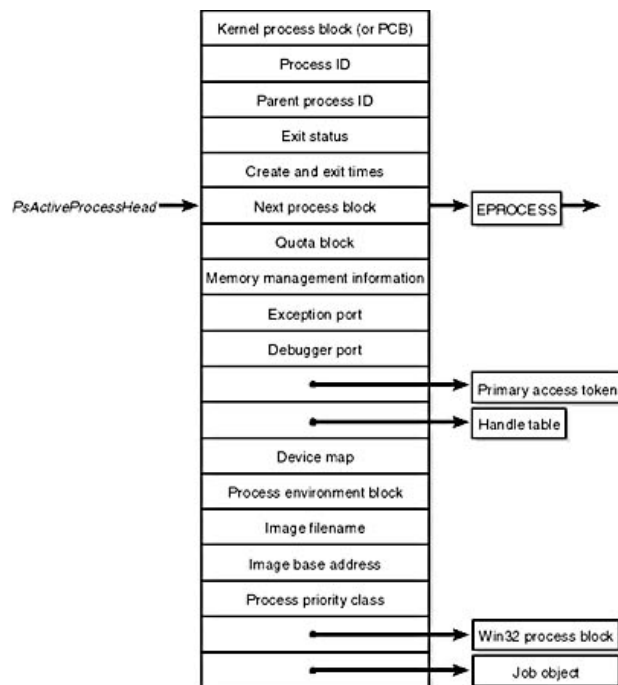 Kernel process block (or PCB)
Process ID
Parent process ID
Exit status
Create and exit times
PsActiveProcessHead Next process block EPROCESS
Quota block
Memory management information
Exception port
Debugger port
Primary access token
Handle table
Device map
Process environment block
Image filename
Image base address
Process priority class
Win32 process block
Job object